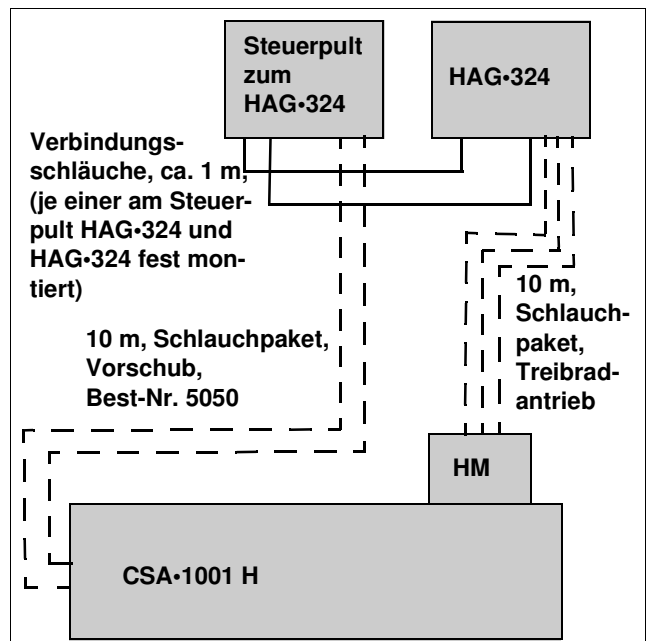 Steuerpult
zum
HAG•324
HAG•324
Verbindungs-
schläuche, ca. 1 m,
(je einer am Steuer-
pult HAG•324 und
HAG•324 fest mon-
tiert)
10 m, Schlauchpaket,
Vorschub,
Best-Nr. 5050
10 m,
Schlauch-
paket,
Treibrad-
antrieb
HM
CSA•1001 H